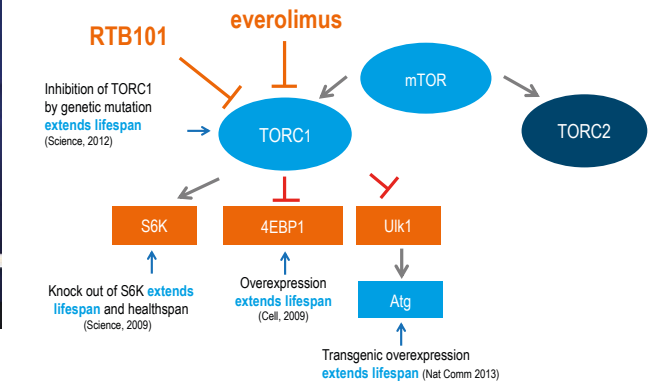 everolimus
RTB101
mTOR
Inhibition of TORC1
by genetic mutation
extends lifespan
(Science, 2012)
TORC1
TORC2
S6K
4EBP1
Ulk1
Knock out of S6K extends
lifespan and healthspan
(Science, 2009)
Overexpression
extends lifespan
(Cell, 2009)
Atg
Transgenic overexpression
extends lifespan (Nat Comm 2013)